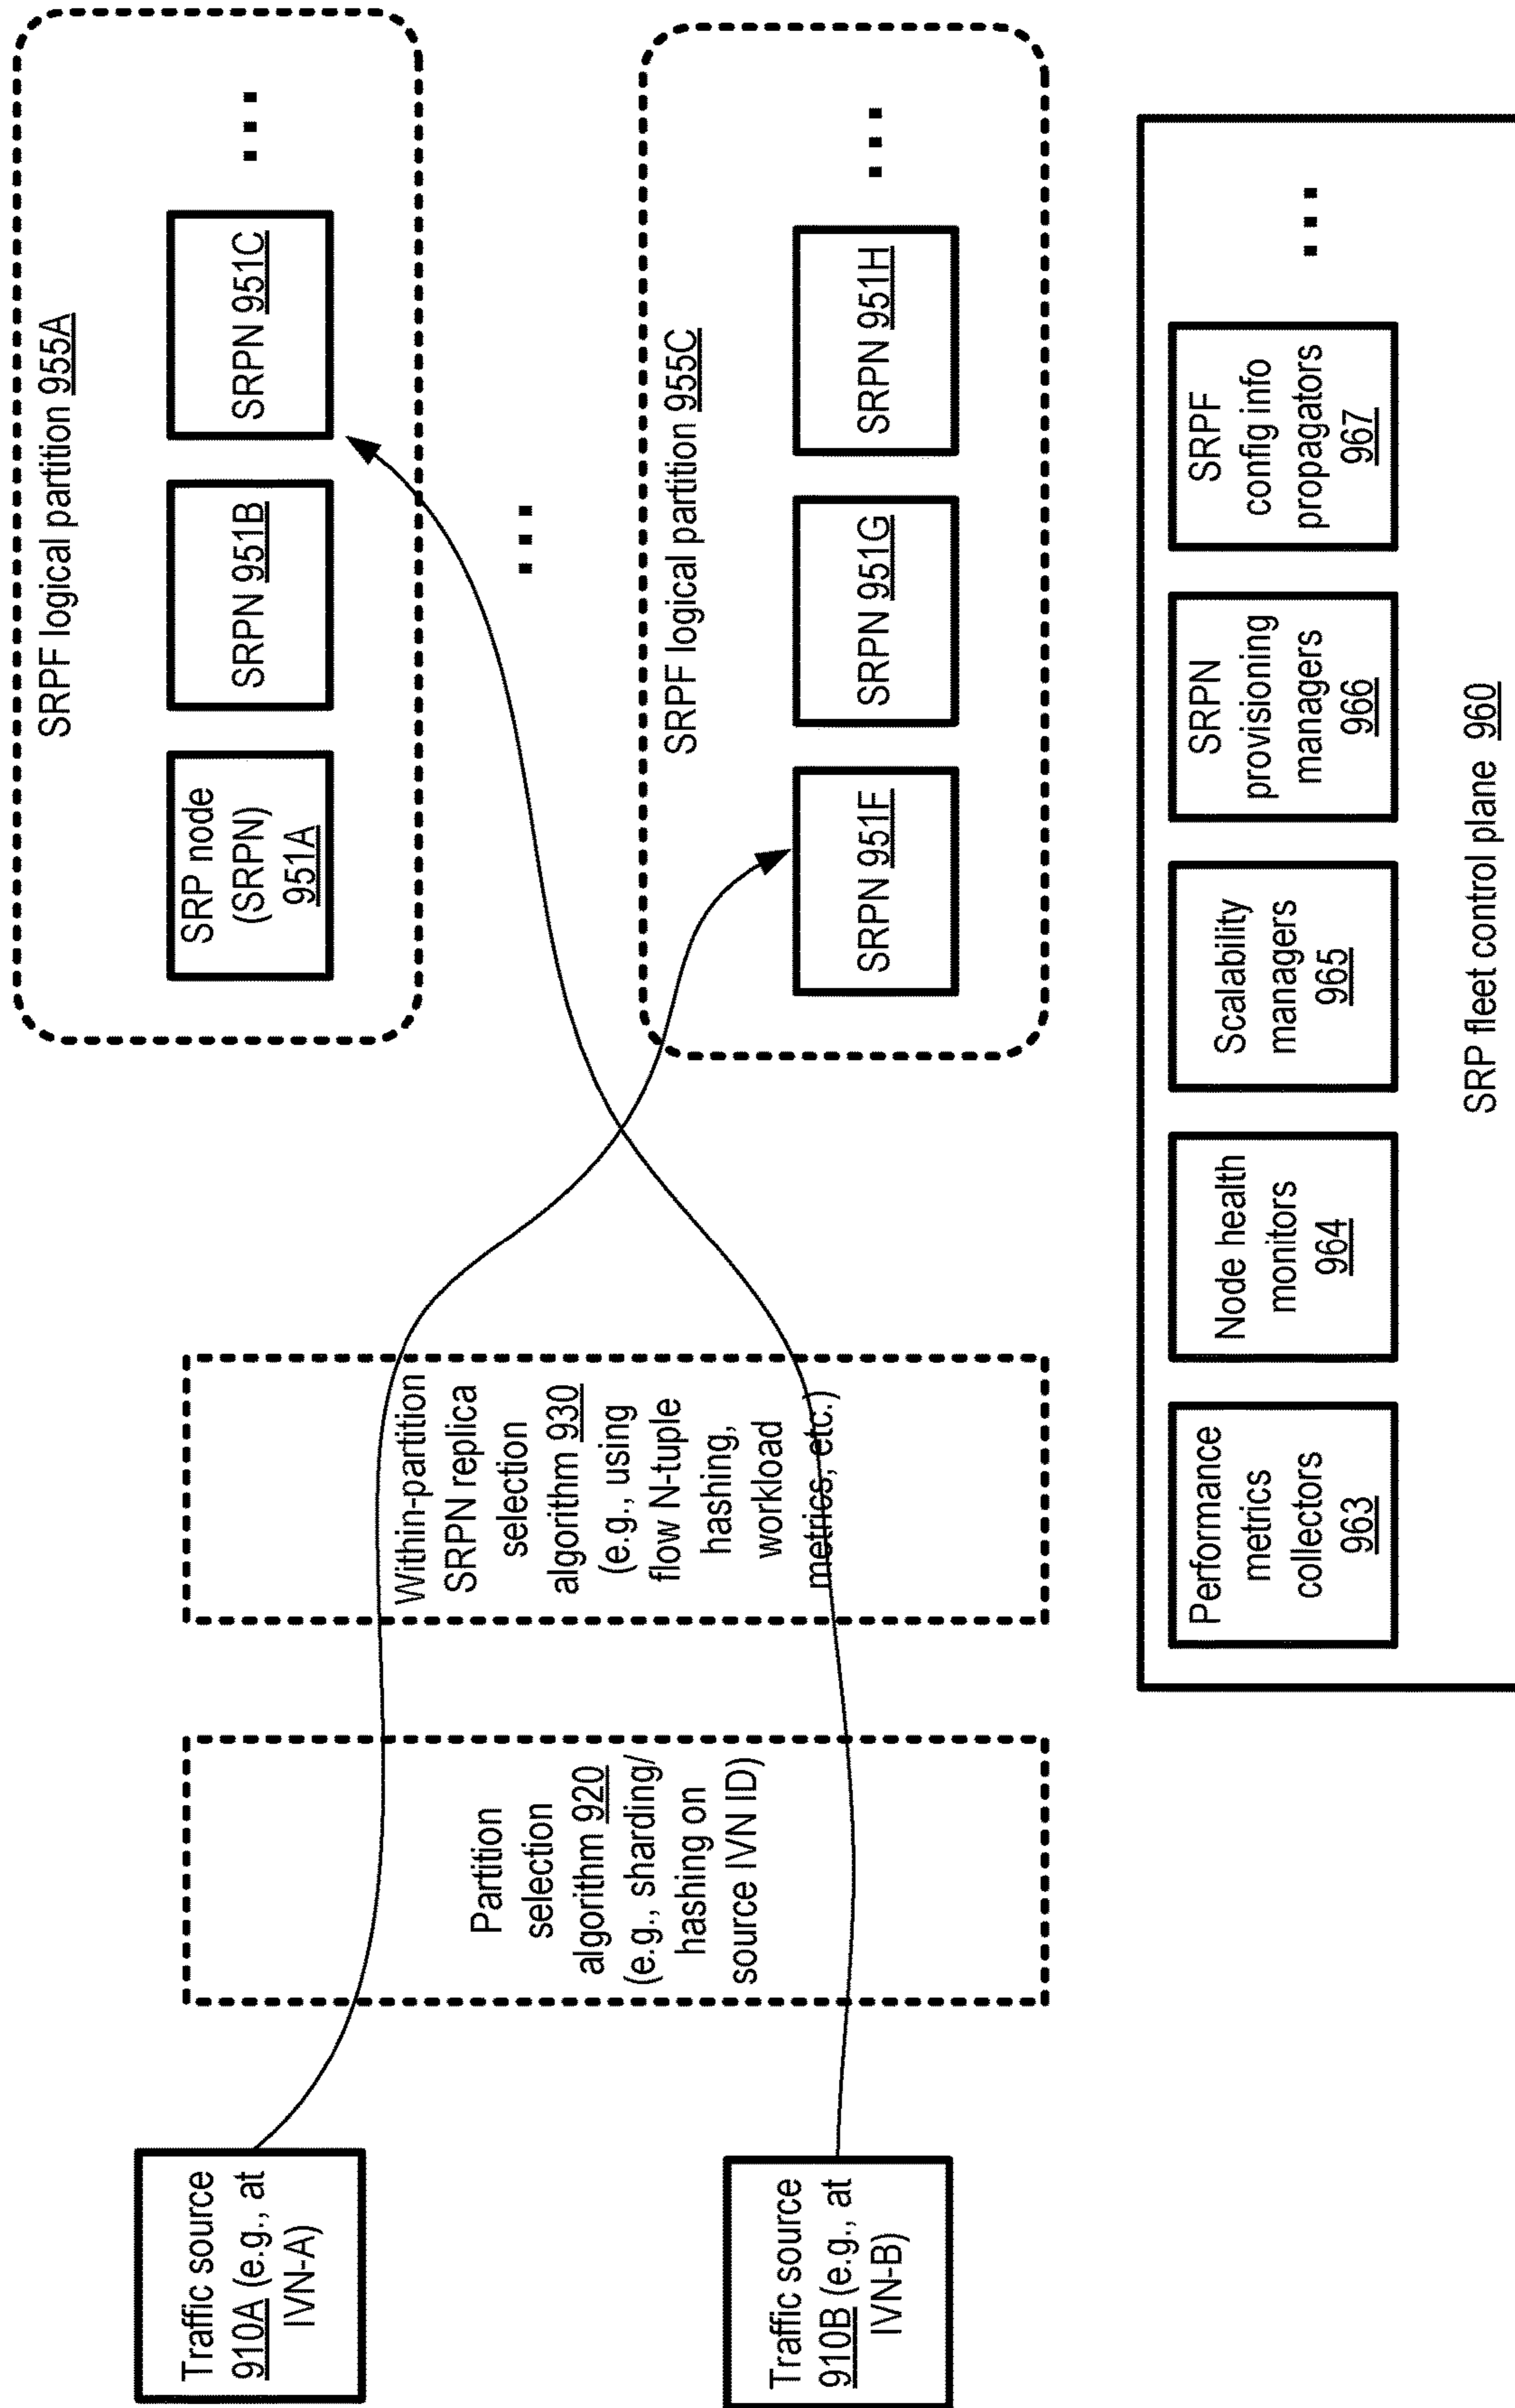 Traffic source
910A (e.g., at
IVN-A)
Traffic source
910B (e.g., at
IVN-B)
Partition
selection
algorithm 920
(e.g., sharding/
hashing on
source IVN ID)
Within-partition
SRPN replica
selection
algorithm 930
(e.g., using
flow N-tuple
hashing,
workload
metrics, etc.)
SRPF logical partition 955A
SRP node
(SRPN)
951A
SRPN 951B
SRPN 951C
...
...
SRPF logical partition 955C
SRPN 951F
SRPN 951G
SRPN 951H
...
Performance
metrics
collectors
963
Node health
monitors
964
Scalability
managers
965
SRPN
provisioning
managers
966
SRPF
config info
propagators
967
...
SRP fleet control plane 960